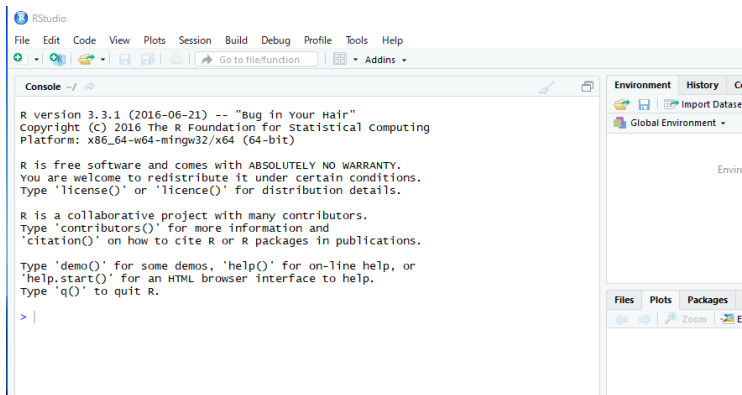 RStudio
File Edit Code View Plots Session Build Debug Profile Tools Help
Go to file/function Addins
Console ~/
Environment History
Import Datase
Global Environment
R version 3.3.1 (2016-06-21) -- "Bug in Your Hair"
Copyright (C) 2016 The R Foundation for Statistical Computing
Platform: x86_64-w64-mingw32/x64 (64-bit)
R is free software and comes with ABSOLUTELY NO WARRANTY.
You are welcome to redistribute it under certain conditions.
Type 'license()' or 'licence()' for distribution details.
R is a collaborative project with many contributors.
Type 'contributors()' for more information and
'citation()' on how to cite R or R packages in publications.
Type 'demo()' for some demos, 'help()' for on-line help, or
'help.start()' for an HTML browser interface to help.
Type 'q()' to quit R.
>
Enviro
Files Plots Packages
Zoom E